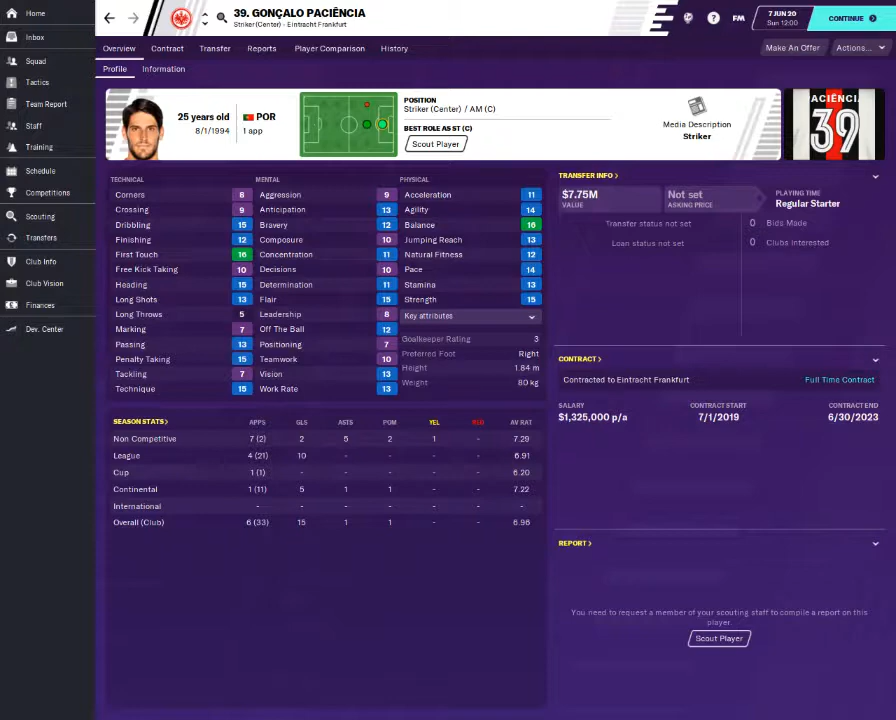 39. GONÇALO PACIÊNCIA
Striker (Center) - Eintracht Frankfurt
? FM
7 JUN 20
Sun 12:00
CONTINUE
Home
Inbox
Squad
Tactics
Team Report
Staff
Training
Schedule
Competitions
Scouting
Transfers
Club Info
Club Vision
Finances
Dev. Center
Overview Contract Transfer Reports Player Comparison History
Make An Offer Actions...
Profile Information
25 years old
8/1/1994
POR
1 app
POSITION
Striker (Center) / AM (C)
BEST ROLE AS ST (C)
Scout Player
Media Description
Striker
PACIÊNCIA
39
TECHNICAL MENTAL PHYSICAL
Corners 8 Aggression 9 Acceleration 11
Crossing 9 Anticipation 13 Agility 14
Dribbling 15 Bravery 12 Balance 16
Finishing 12 Composure 10 Jumping Reach 13
First Touch 16 Concentration 11 Natural Fitness 12
Free Kick Taking 10 Decisions 10 Pace 14
Heading 15 Determination 11 Stamina 13
Long Shots 13 Flair 15 Strength 15
Long Throws 5 Leadership 8 Key attributes
Marking 7 Off The Ball 12
Passing 13 Positioning 7 Goalkeeper Rating 3
Penalty Taking 15 Teamwork 10 Preferred Foot Right
Tackling 7 Vision 13 Height 1.84 m
Technique 15 Work Rate 13 Weight 80 kg
SEASON STATS> APPS GLS ASTS POM YEL RED AV RAT
Non Competitive 7 (2) 2 5 2 1 - 7.29
League 4 (21) 10 - - - - 6.91
Cup 1 (1) - - - - - 6.20
Continental 1 (11) 5 1 1 - - 7.22
International - - - - - - -
Overall (Club) 6 (33) 15 1 1 - - 6.96
TRANSFER INFO>
$7.75M
VALUE
Not set
ASKING PRICE
PLAYING TIME
Regular Starter
Transfer status not set
Loan status not set
0 Bids Made
0 Clubs Interested
CONTRACT>
Contracted to Eintracht Frankfurt Full Time Contract
SALARY CONTRACT START CONTRACT END
$1,325,000 p/a 7/1/2019 6/30/2023
REPORT>
You need to request a member of your scouting staff to compile a report on this
player.
Scout Player